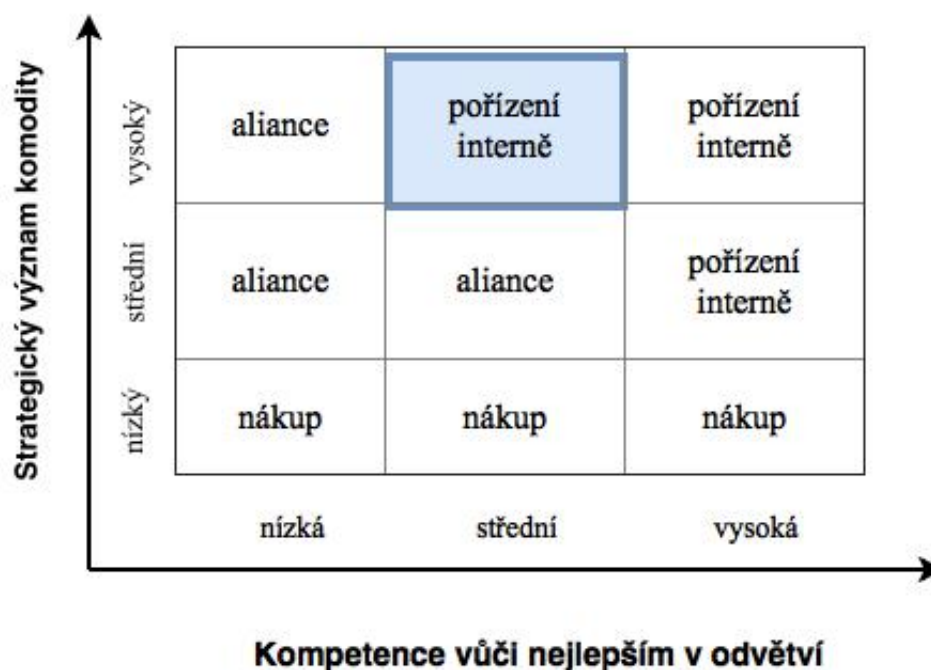 Strategický význam komodity
vysoký
aliance
pořízení
interně
pořízení
interně
střední
aliance
aliance
pořízení
interně
nízký
nákup
nákup
nákup
nízká
střední
vysoká
Kompetence vůči nejlepším v odvětví